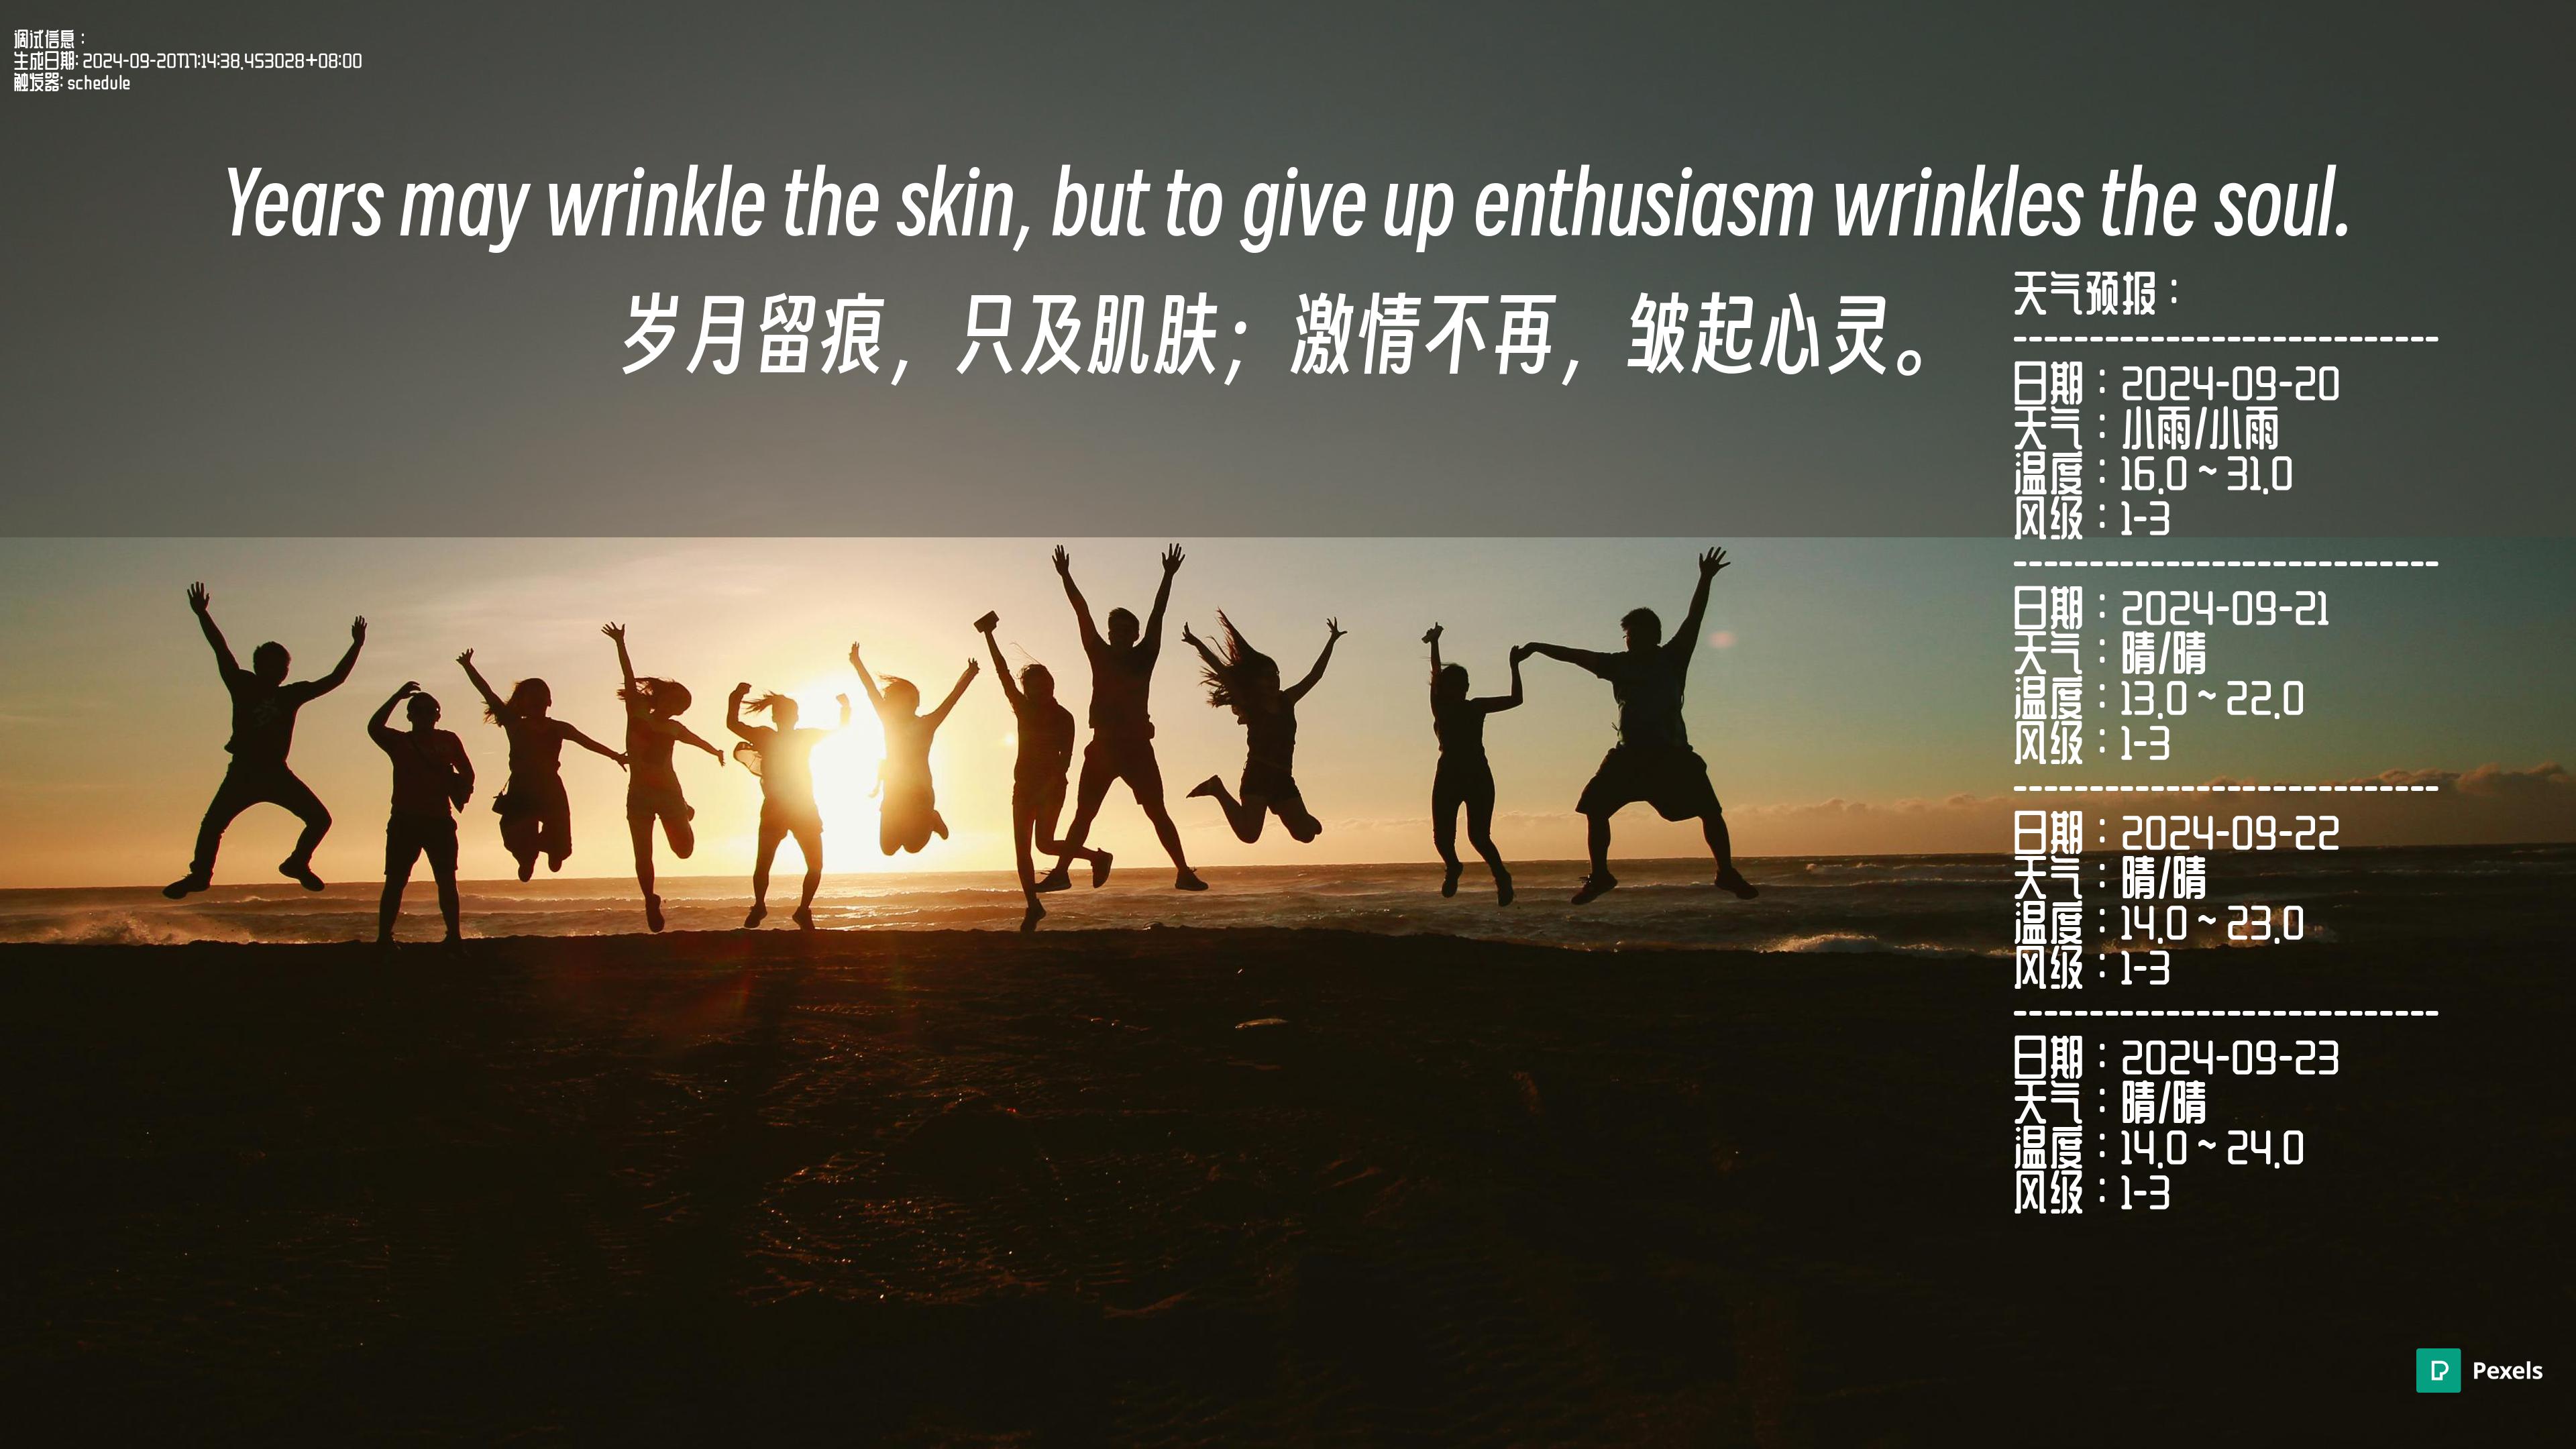 调试信息：
生成日期: 2024-09-20T17:14:38.453028+08:00
触发器: schedule
Years may wrinkle the skin, but to give up enthusiasm wrinkles the soul.
岁月留痕，只及肌肤；激情不再，皱起心灵。
天气预报：
----------------------------
日期：2024-09-20
天气：小雨/小雨
温度：16.0 ~ 31.0
风级：1-3
----------------------------
日期：2024-09-21
天气：晴/晴
温度：13.0 ~ 22.0
风级：1-3
----------------------------
日期：2024-09-22
天气：晴/晴
温度：14.0 ~ 23.0
风级：1-3
----------------------------
日期：2024-09-23
天气：晴/晴
温度：14.0 ~ 24.0
风级：1-3
Pexels